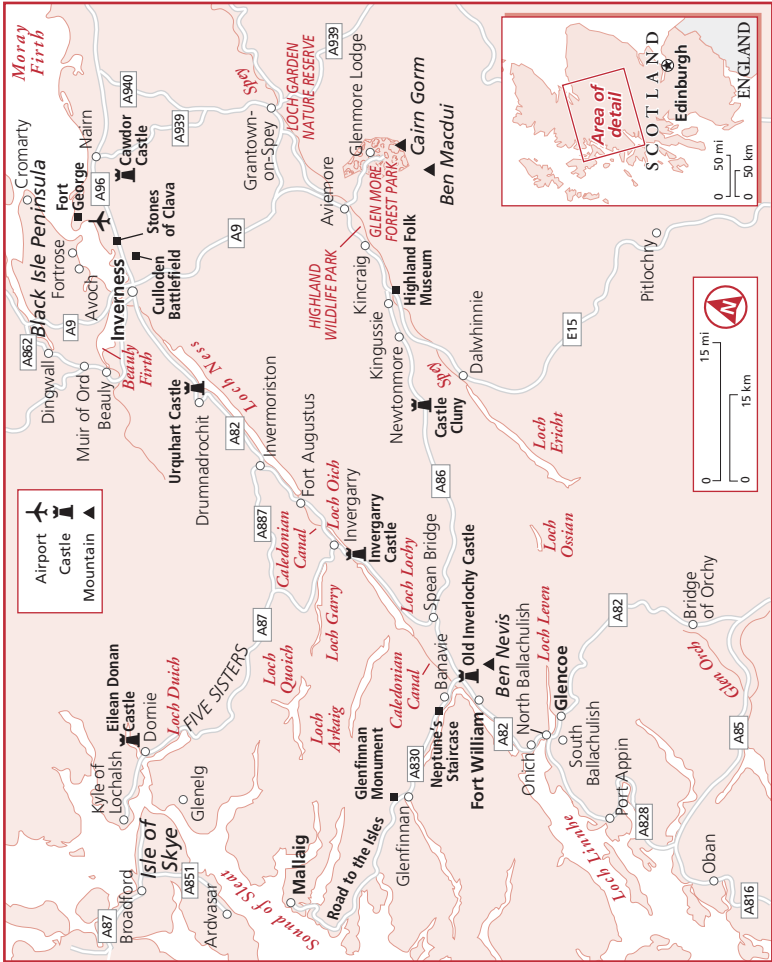 A87
Broadford
Isle of
Skye
A851
Ardvasar
Sound of Sleat
Kyle of
Lochalsh
Eilean Donan
Castle
Dornie
Loch Duich
Glenelg
FIVE SISTERS
Mallaig
Road to the Isles
Glenfinnan
Glenfinnan
Monument
A830
Loch
Quoich
Loch
Arkaig
Loch Garry
A87
A887
Airport
Castle
Mountain
Dingwall
A862
Muir of Ord
Beauly
Beauly
Firth
A9
Black Isle Peninsula
Cromarty
Moray
Firth
Fortrose
Avoch
Fort
George
Nairn
A96
A940
Inverness
Cawdor
Castle
Stones
of Clava
Culloden
Battlefield
A939
A9
Urquhart Castle
Drumnadrochit
Loch Ness
A82
Invermoriston
Fort Augustus
Caledonian
Canal
Loch Oich
Invergarry
Invergarry
Castle
Loch Lochy
Spean Bridge
Caledonian
Canal
Banavie
Neptune's
Staircase
Old Inverlochy Castle
Fort William
Ben Nevis
A82
Onich
North Ballachulish
Loch Leven
Glencoe
South
Ballachulish
Loch Linnhe
Port Appin
A828
Oban
A816
A85
Glen Orch
Bridge
of Orchy
A82
Loch
Ossian
Loch
Ericht
A86
Castle
Cluny
Spey
Newtonmore
Kingussie
Dalwhinnie
Highland Folk
Museum
Kincraig
HIGHLAND
WILDLIFE PARK
Aviemore
GLEN MORE
FOREST PARK
Glenmore Lodge
Cairn Gorm
Ben Macdui
Grantown-
on-Spey
Spey
LOCH GARDEN
NATURE RESERVE
A939
E15
Pitlochry
0
15 mi
0
15 km
N
Area of
detail
SCOTLAND
Edinburgh
ENGLAND
0
50 mi
0
50 km